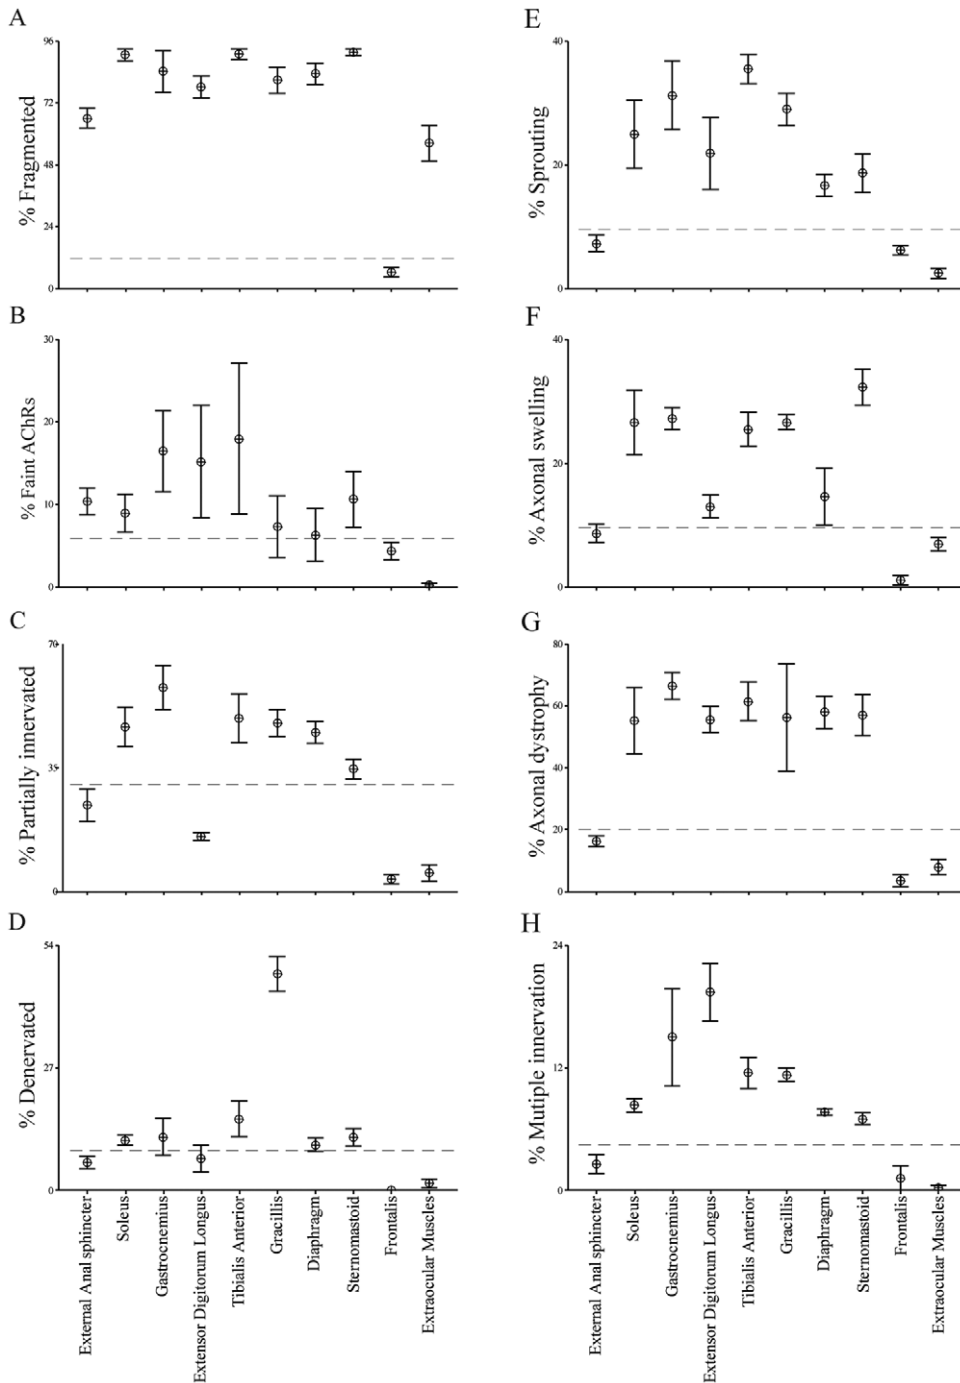 A
96
72
48
24
0
% Fragmented
B
30
20
10
0
% Faint AChRs
C
70
35
0
% Partially innervated
D
54
27
0
% Denervated
External Anal sphincter
Soleus
Gastrocnemius
Extensor Digitorum Longus
Tibialis Anterior
Gracillis
Diaphragm
Sternomastoid
Frontalis
Extraocular Muscles
E
40
20
0
% Sprouting
F
40
20
0
% Axonal swelling
G
80
60
40
20
0
% Axonal dystrophy
H
24
12
0
% Mutiple innervation
External Anal sphincter
Soleus
Gastrocnemius
Extensor Digitorum Longus
Tibialis Anterior
Gracillis
Diaphragm
Sternomastoid
Frontalis
Extraocular Muscles